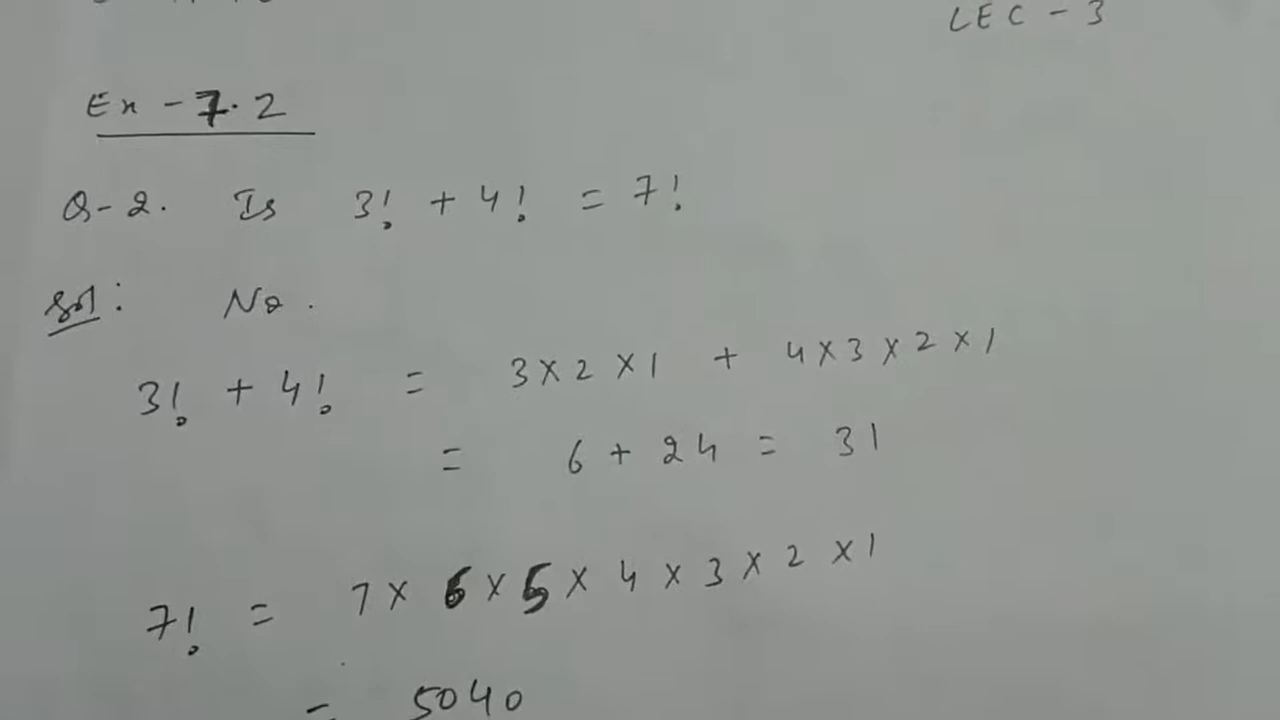 LEC - 3
Ex - 7.2
Q-2. Is 3! + 4! = 7!
Sol: No.
3! + 4! = 3×2×1 + 4×3×2×1
= 6 + 24 = 31
7! = 7× 6×5× 4 × 3 × 2 ×1
= 5040